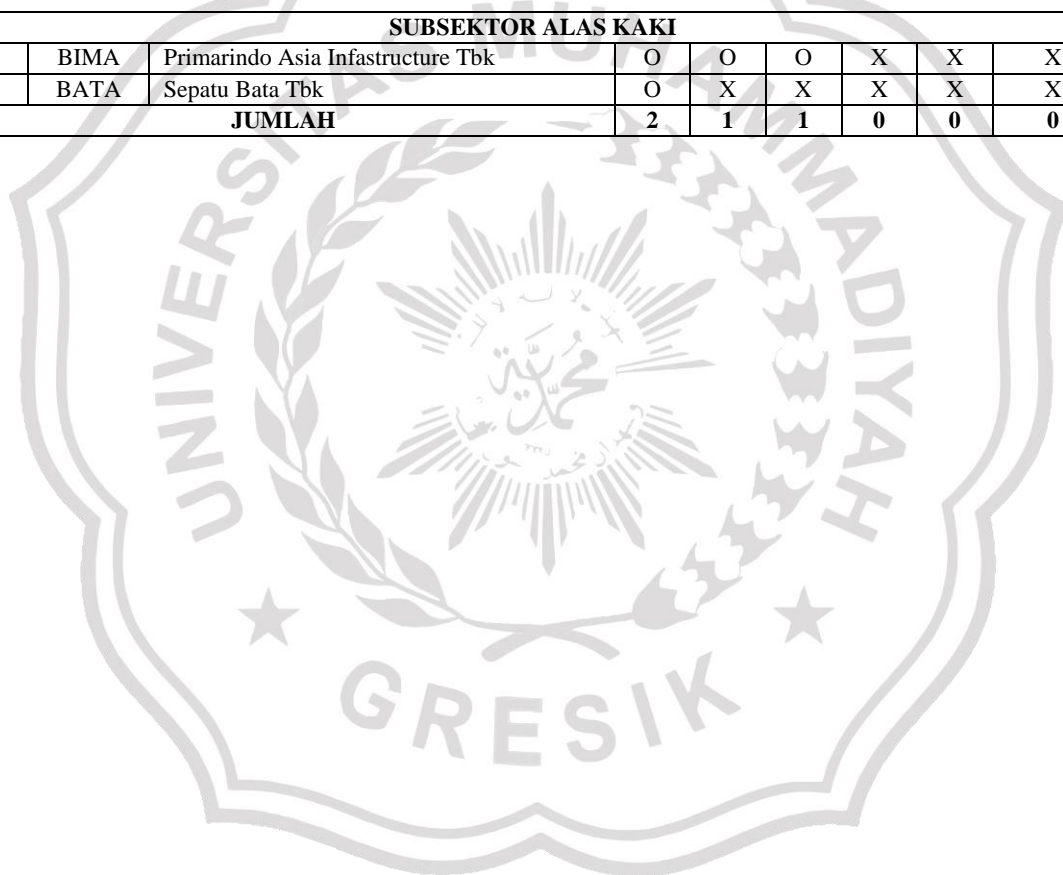 SUBSEKTOR ALAS KAKI
BIMA Primarindo Asia Infastructure Tbk O O O X X X
BATA Sepatu Bata Tbk O X X X X X
JUMLAH 2 1 1 0 0 0
UNIVERSITAS MUHAMMADIYAH
GRESIK